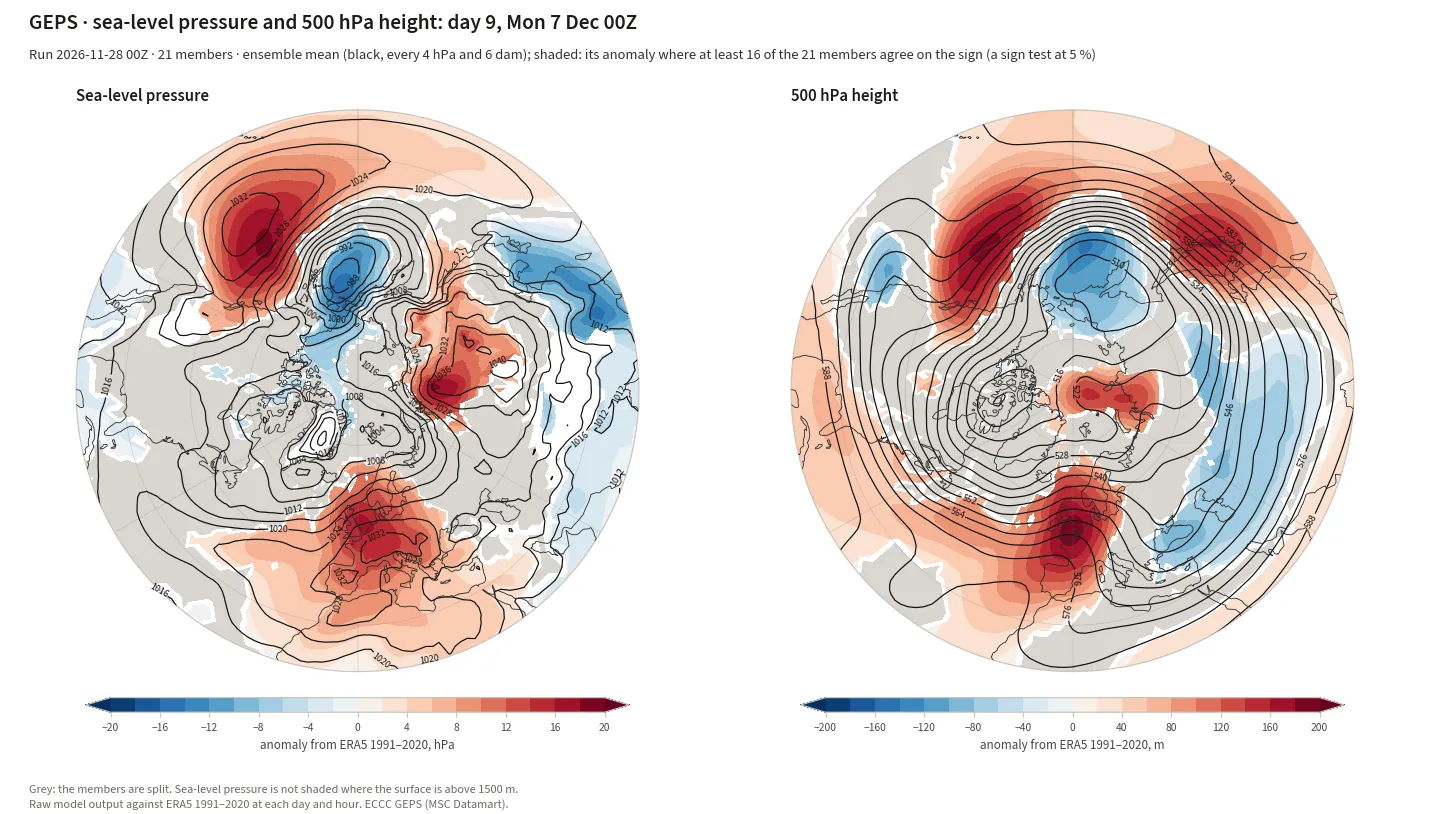 GEPS · sea-level pressure and 500 hPa height: day 9, Mon 7 Dec 00Z
Run 2026-11-28 00Z · 21 members · ensemble mean (black, every 4 hPa and 6 dam); shaded: its anomaly where at least 16 of the 21 members agree on the sign (a sign test at 5 %)
Sea-level pressure
500 hPa height
−20 −16 −12 −8 −4 0 4 8 12 16 20
anomaly from ERA5 1991–2020, hPa
−200 −160 −120 −80 −40 0 40 80 120 160 200
anomaly from ERA5 1991–2020, m
Grey: the members are split. Sea-level pressure is not shaded where the surface is above 1500 m.
Raw model output against ERA5 1991–2020 at each day and hour. ECCC GEPS (MSC Datamart).